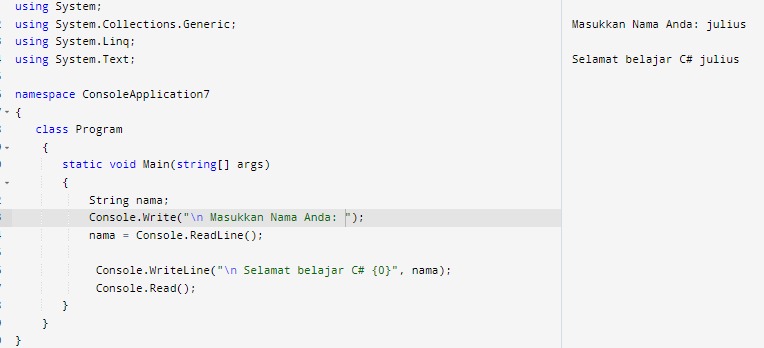 using System;
using System.Collections.Generic;
using System.Linq;
using System.Text;
namespace ConsoleApplication7
{
class Program
{
static void Main(string[] args)
{
String nama;
Console.Write("\n Masukkan Nama Anda: ");
nama = Console.ReadLine();
Console.WriteLine("\n Selamat belajar C# {0}", nama);
Console.Read();
}
}
}
Masukkan Nama Anda: julius
Selamat belajar C# julius